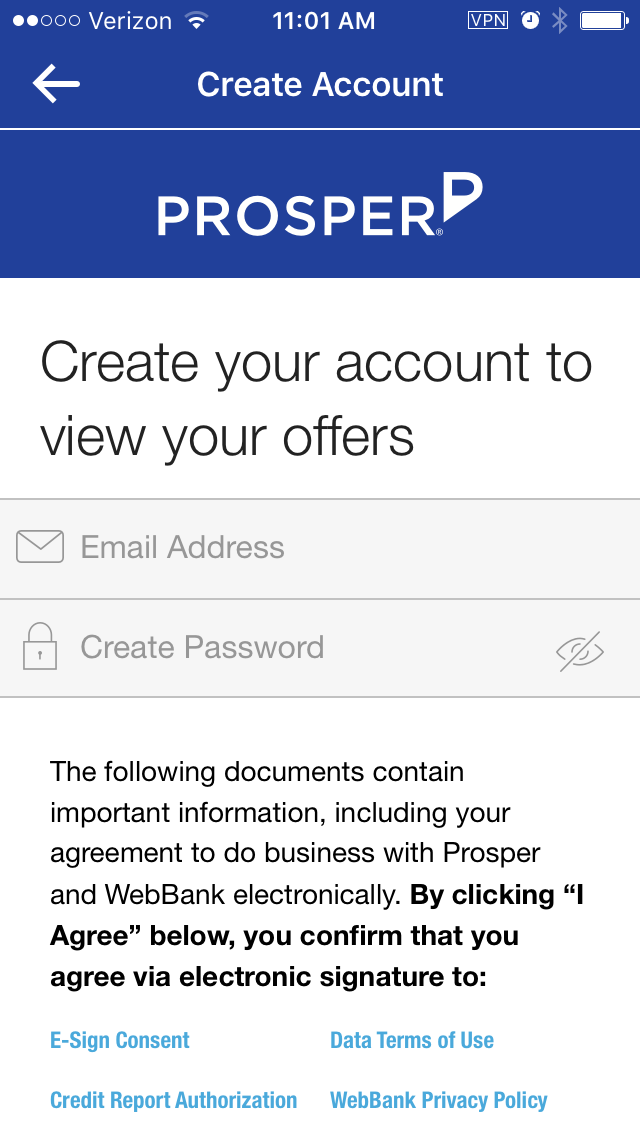 Verizon 11:01 AM VPN
Create Account
PROSPER®
Create your account to
view your offers
Email Address
Create Password
The following documents contain
important information, including your
agreement to do business with Prosper
and WebBank electronically. By clicking “I
Agree” below, you confirm that you
agree via electronic signature to:
E-Sign Consent Data Terms of Use
Credit Report Authorization WebBank Privacy Policy